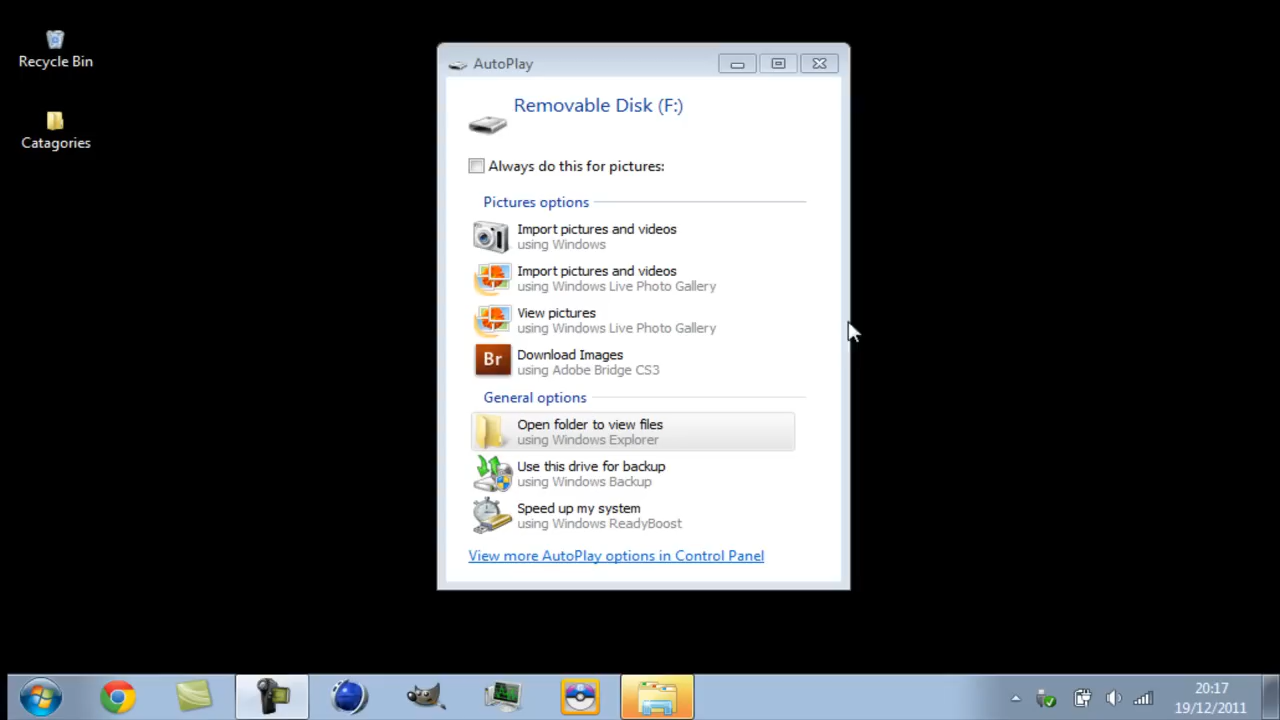 Recycle Bin
Catagories
AutoPlay
Removable Disk (F:)
Always do this for pictures:
Pictures options
Import pictures and videos
using Windows
Import pictures and videos
using Windows Live Photo Gallery
View pictures
using Windows Live Photo Gallery
Br
Download Images
using Adobe Bridge CS3
General options
Open folder to view files
using Windows Explorer
Use this drive for backup
using Windows Backup
Speed up my system
using Windows ReadyBoost
View more AutoPlay options in Control Panel
20:17
19/12/2011